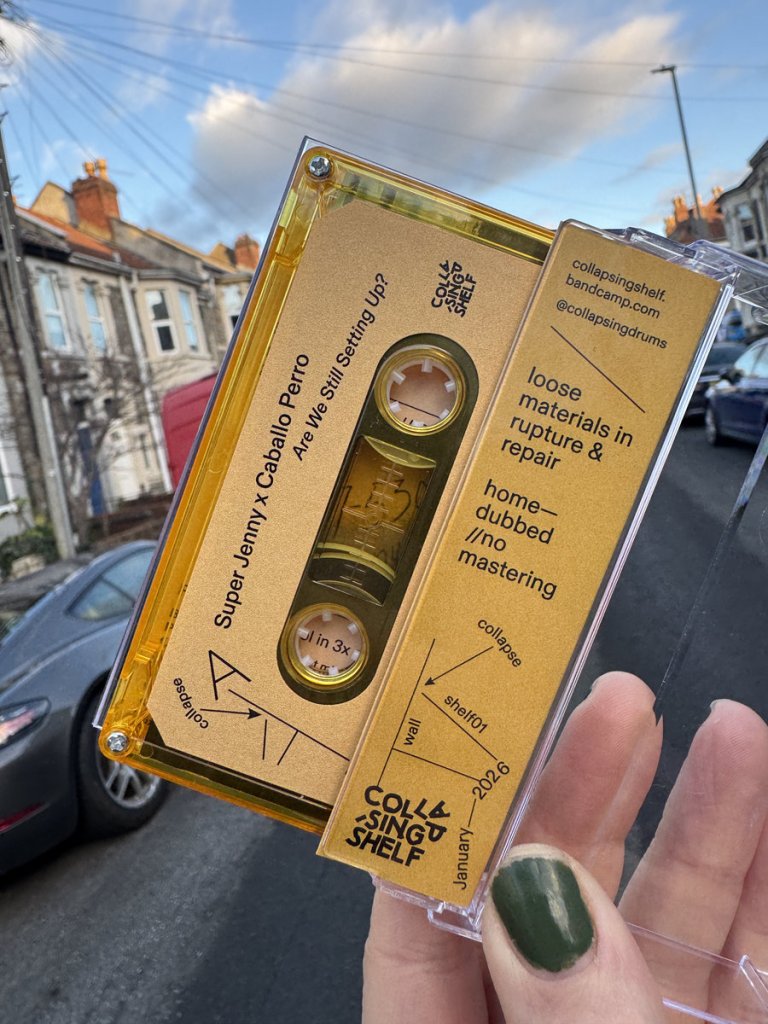 Super Jenny x Caballo Perro
Are We Still Setting Up?
COLLA
PSING
SHELF
A
collapse
in 3x
collapsingshelf.
bandcamp.com
@collapsingdrums
loose
materials in
rupture &
repair
home—
dubbed
//no
mastering
collapse
shelf01
wall
COLLA
PSING
SHELF
January—2026